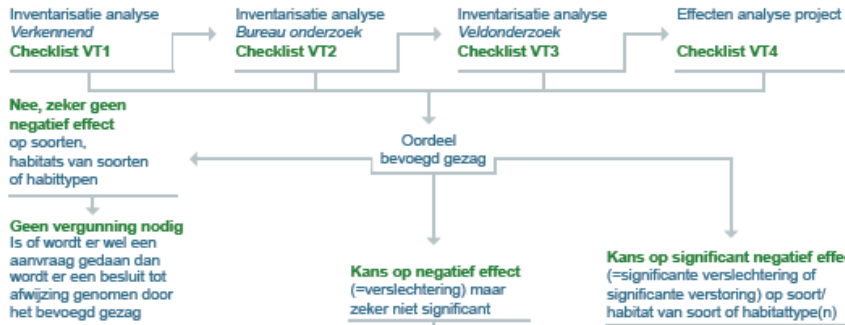 Inventarisatie analyse
Verkennend
Checklist VT1
Inventarisatie analyse
Bureau onderzoek
Checklist VT2
Inventarisatie analyse
Veldonderzoek
Checklist VT3
Effecten analyse project
Checklist VT4
Nee, zeker geen
negatief effect
op soorten,
habitats van soorten
of habittypen
Oordeel
bevoegd gezag
Geen vergunning nodig
Is of wordt er wel een
aanvraag gedaan dan
wordt er een besluit tot
afwijzing genomen door
het bevoegd gezag
Kans op negatief effect
(=verslechtering) maar
zeker niet significant
Kans op significant negatief effe
(=significante verslechtering of
significante verstoring) op soort/
habitat van soort of habitattype(n)